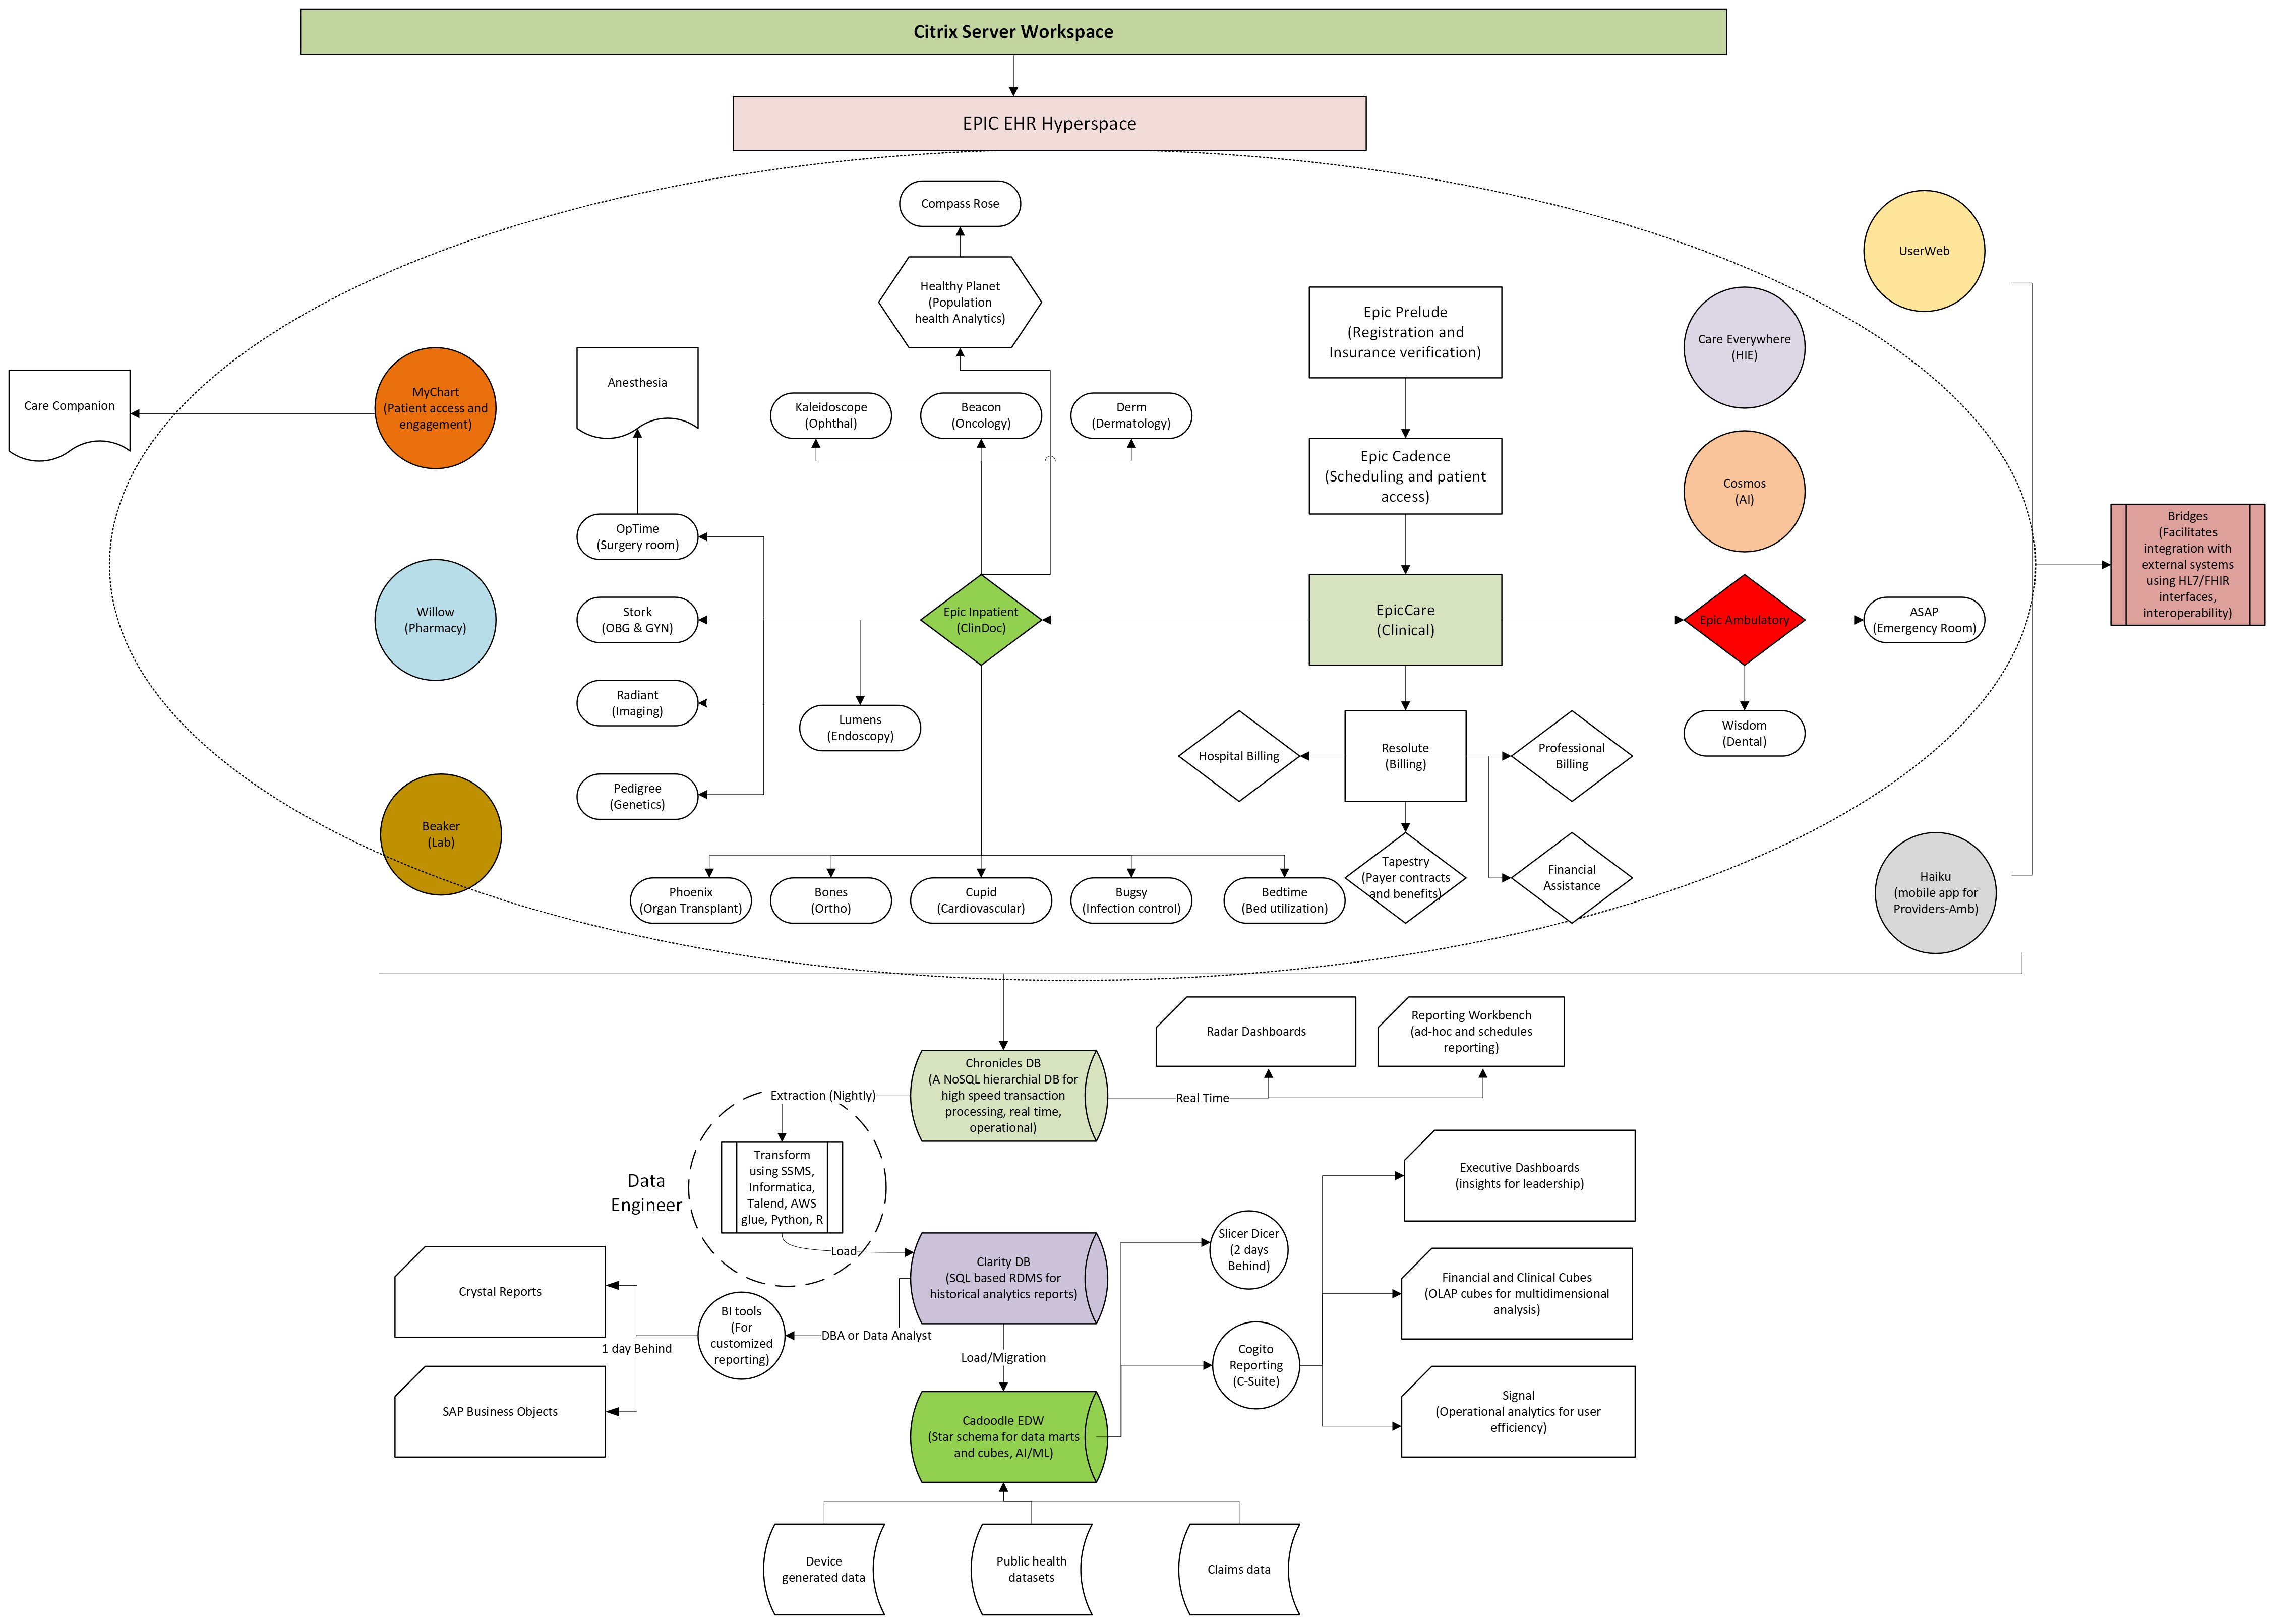 Citrix Server Workspace
EPIC EHR Hyperspace
Compass Rose
UserWeb
Healthy Planet
(Population
health Analytics)
Epic Prelude
(Registration and
Insurance verification)
Care Everywhere
(HIE)
Care Companion
MyChart
(Patient access and
engagement)
Anesthesia
Kaleidoscope
(Ophthal)
Beacon
(Oncology)
Derm
(Dermatology)
Epic Cadence
(Scheduling and patient
access)
Cosmos
(AI)
OpTime
(Surgery room)
Bridges
(Facilitates
integration with
external systems
using HL7/FHIR
interfaces,
interoperability)
Willow
(Pharmacy)
Stork
(OBG & GYN)
Epic Inpatient
(ClinDoc)
EpicCare
(Clinical)
Epic Ambulatory
ASAP
(Emergency Room)
Radiant
(Imaging)
Lumens
(Endoscopy)
Wisdom
(Dental)
Hospital Billing
Resolute
(Billing)
Professional
Billing
Pedigree
(Genetics)
Beaker
(Lab)
Phoenix
(Organ Transplant)
Bones
(Ortho)
Cupid
(Cardiovascular)
Bugsy
(Infection control)
Bedtime
(Bed utilization)
Tapestry
(Payer contracts
and benefits)
Financial
Assistance
Haiku
(mobile app for
Providers-Amb)
Radar Dashboards
Reporting Workbench
(ad-hoc and schedules
reporting)
Chronicles DB
(A NoSQL hierarchial DB for
high speed transaction
processing, real time,
operational)
Extraction (Nightly)
Real Time
Data
Engineer
Transform
using SSMS,
Informatica,
Talend, AWS
glue, Python, R
Load
Executive Dashboards
(insights for leadership)
Slicer Dicer
(2 days
Behind)
Clarity DB
(SQL based RDMS for
historical analytics reports)
Crystal Reports
Financial and Clinical Cubes
(OLAP cubes for multidimensional
analysis)
BI tools
(For
customized
reporting)
DBA or Data Analyst
1 day Behind
Load/Migration
Cogito
Reporting
(C-Suite)
SAP Business Objects
Cadoodle EDW
(Star schema for data marts
and cubes, AI/ML)
Signal
(Operational analytics for user
efficiency)
Device
generated data
Public health
datasets
Claims data